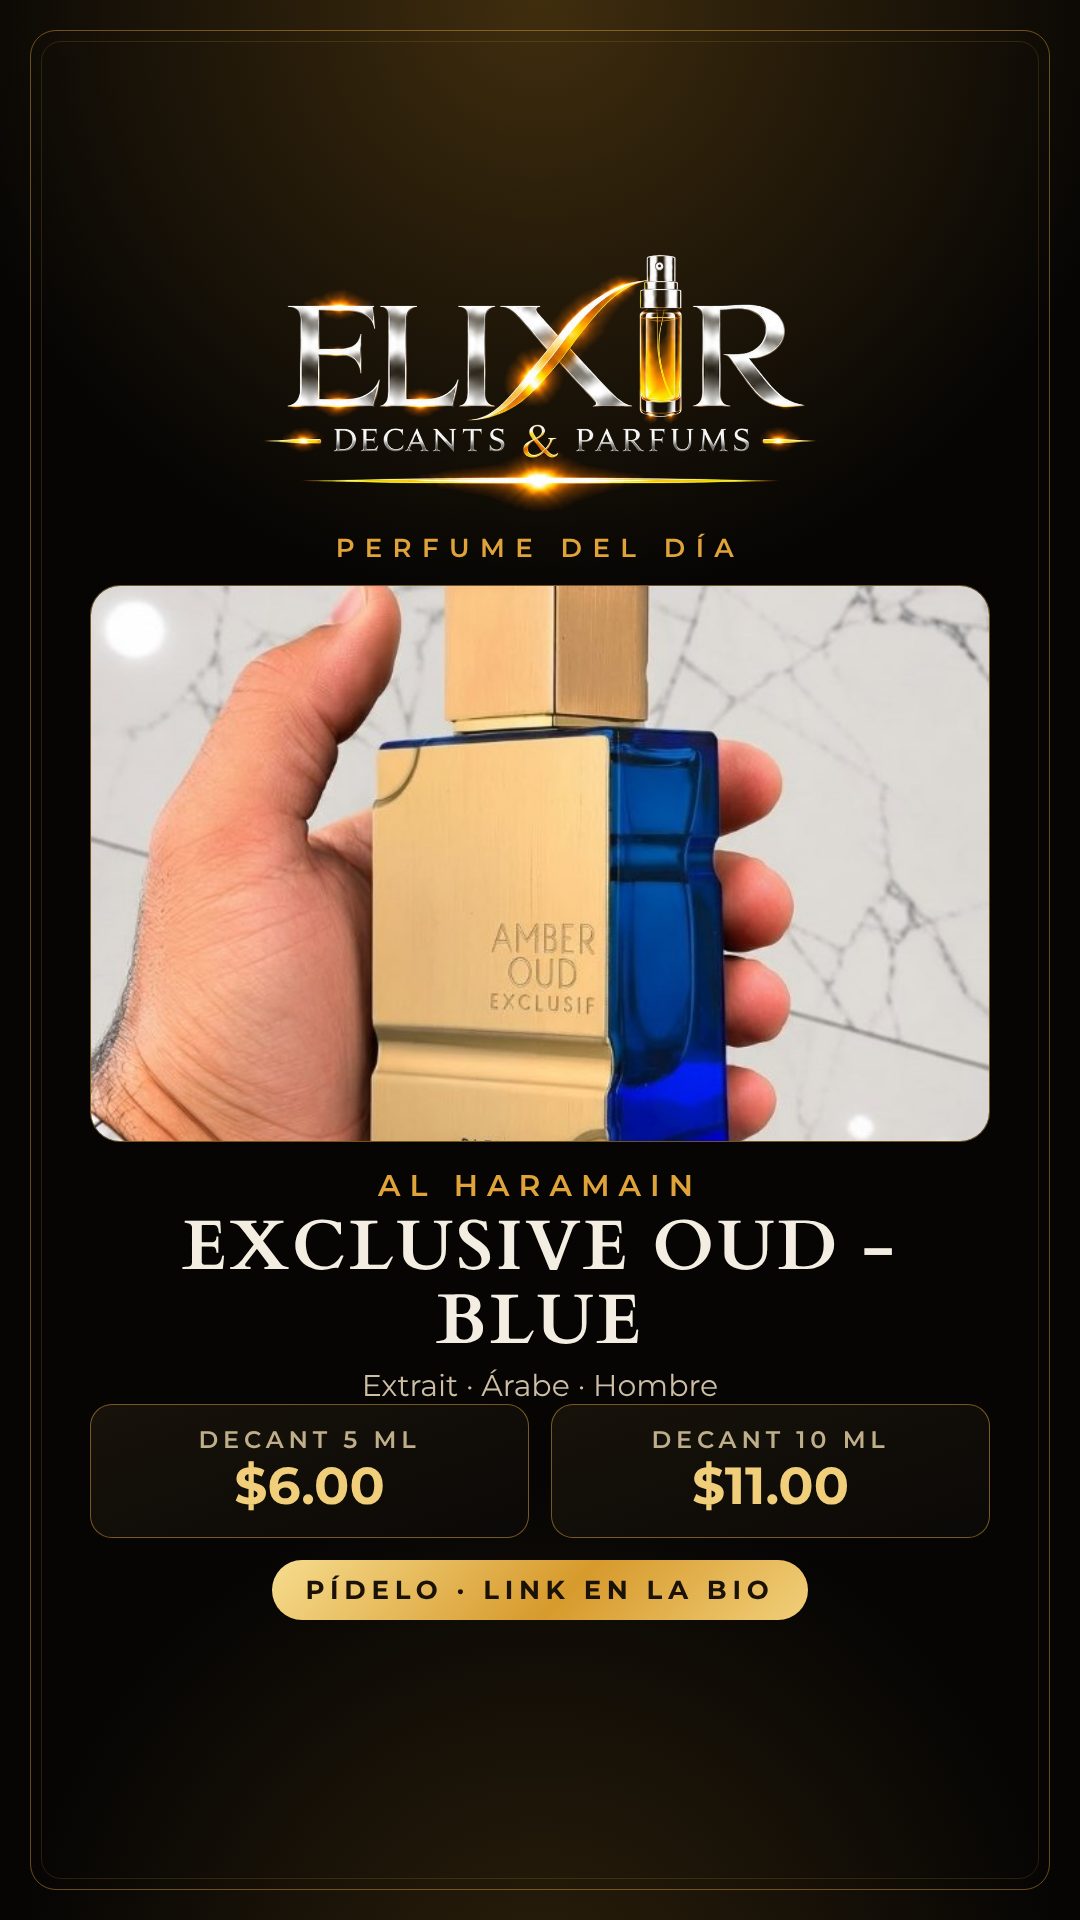 ELIXIR
DECANTS & PARFUMS
PERFUME DEL DÍA
AMBER
OUD
EXCLUSIF
AL HARAMAIN
EXCLUSIVE OUD -
BLUE
Extrait · Árabe · Hombre
DECANT 5 ML
$6.00
DECANT 10 ML
$11.00
PÍDELO · LINK EN LA BIO